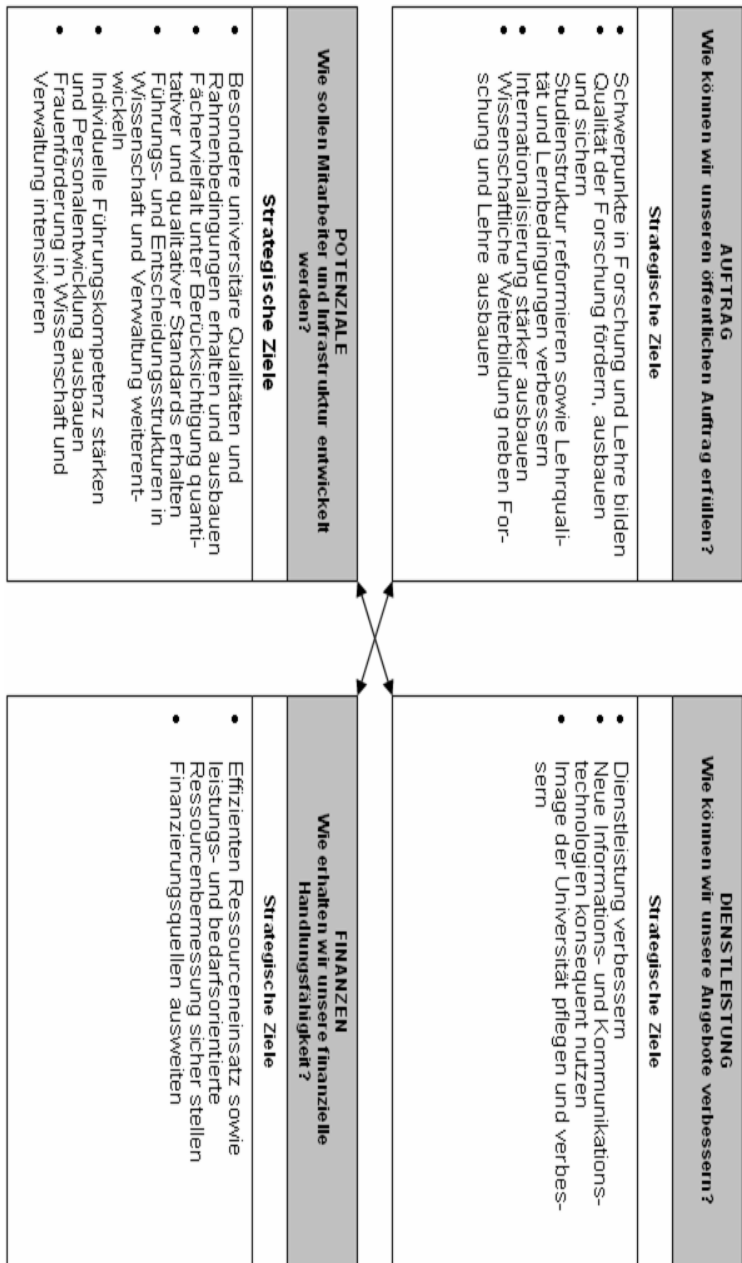 AUFTRAG
Wie können wir unseren öffentlichen Auftrag erfüllen?
Strategische Ziele
• Schwerpunkte in Forschung und Lehre bilden
• Qualität der Forschung fördern, ausbauen
und sichern
• Studienstruktur reformieren sowie Lehrquali-
tät und Lernbedingungen verbessern
• Internationalisierung stärker ausbauen
• Wissenschaftliche Weiterbildung neben For-
schung und Lehre ausbauen
DIENSTLEISTUNG
Wie können wir unsere Angebote verbessern?
Strategische Ziele
• Dienstleistung verbessern
• Neue Informations- und Kommunikations-
technologien konsequent nutzen
• Image der Universität pflegen und verbes-
sern
POTENZIALE
Wie sollen Mitarbeiter und Infrastruktur entwickelt
werden?
Strategische Ziele
• Besondere universitäre Qualitäten und
Rahmenbedingungen erhalten und ausbauen
• Fächervielfalt unter Berücksichtigung quanti-
tativer und qualitativer Standards erhalten
• Führungs- und Entscheidungsstrukturen in
Wissenschaft und Verwaltung weiterent-
wickeln
• Individuelle Führungskompetenz stärken
und Personalentwicklung ausbauen
• Frauenförderung in Wissenschaft und
Verwaltung intensivieren
FINANZEN
Wie erhalten wir unsere finanzielle
Handlungsfähigkeit?
Strategische Ziele
• Effizienten Ressourceneinsatz sowie
leistungs- und bedarfsorientierte
Ressourcenbemessung sicher stellen
• Finanzierungsquellen ausweiten